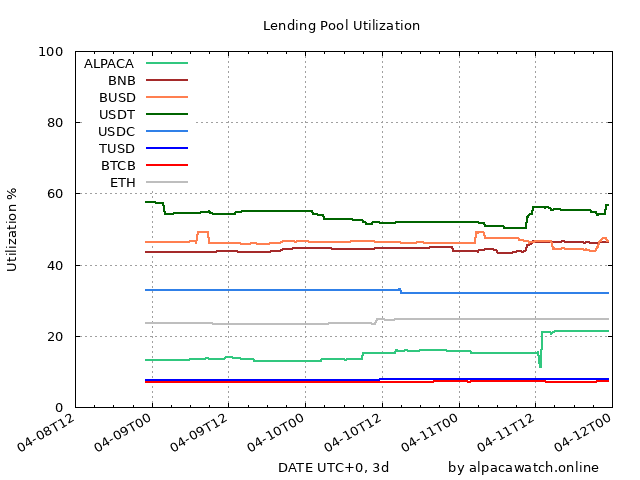 Lending Pool Utilization
100
80
60
40
20
0
Utilization %
ALPACA
BNB
BUSD
USDT
USDC
TUSD
BTCB
ETH
04-08T12
04-09T00
04-09T12
04-10T00
04-10T12
04-11T00
04-11T12
04-12T00
DATE UTC+0, 3d
by alpacawatch.online